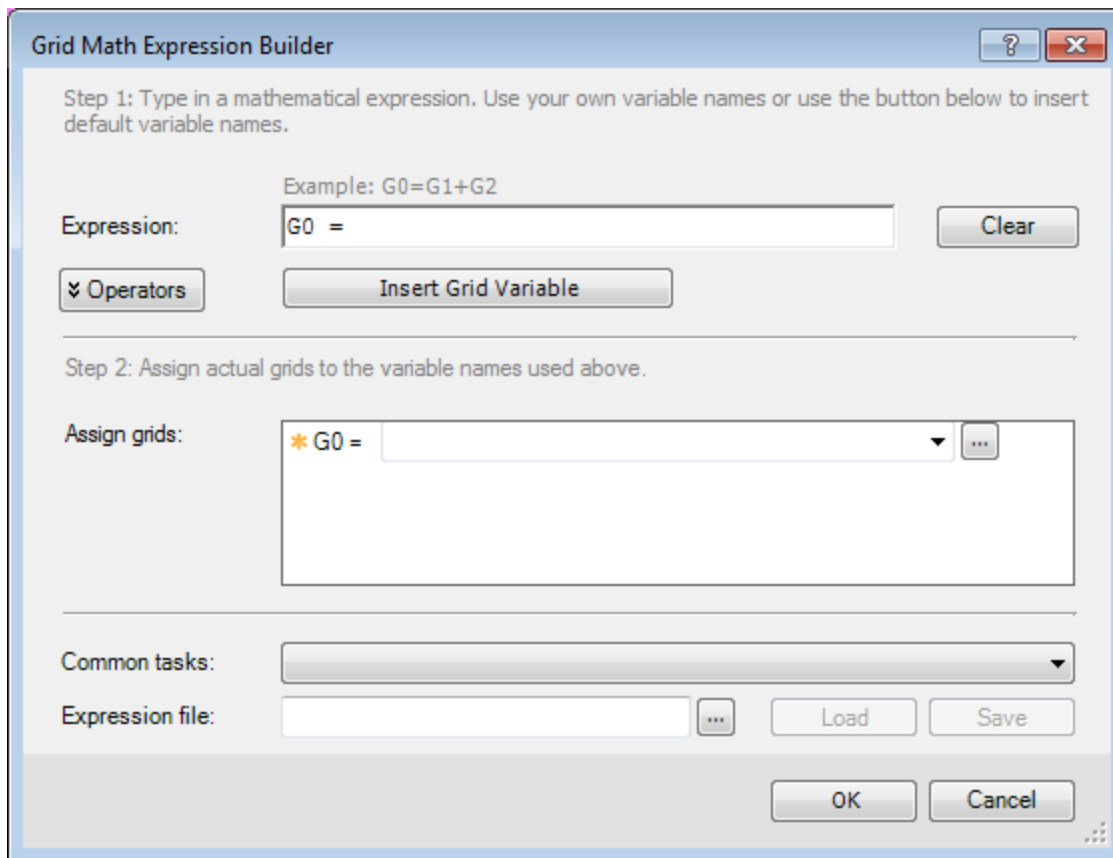 Grid Math Expression Builder
Step 1: Type in a mathematical expression. Use your own variable names or use the button below to insert
default variable names.
Example: G0=G1+G2
Expression: G0 = Clear
Operators Insert Grid Variable
Step 2: Assign actual grids to the variable names used above.
Assign grids: * G0 = ...
Common tasks:
Expression file: ... Load Save
OK Cancel